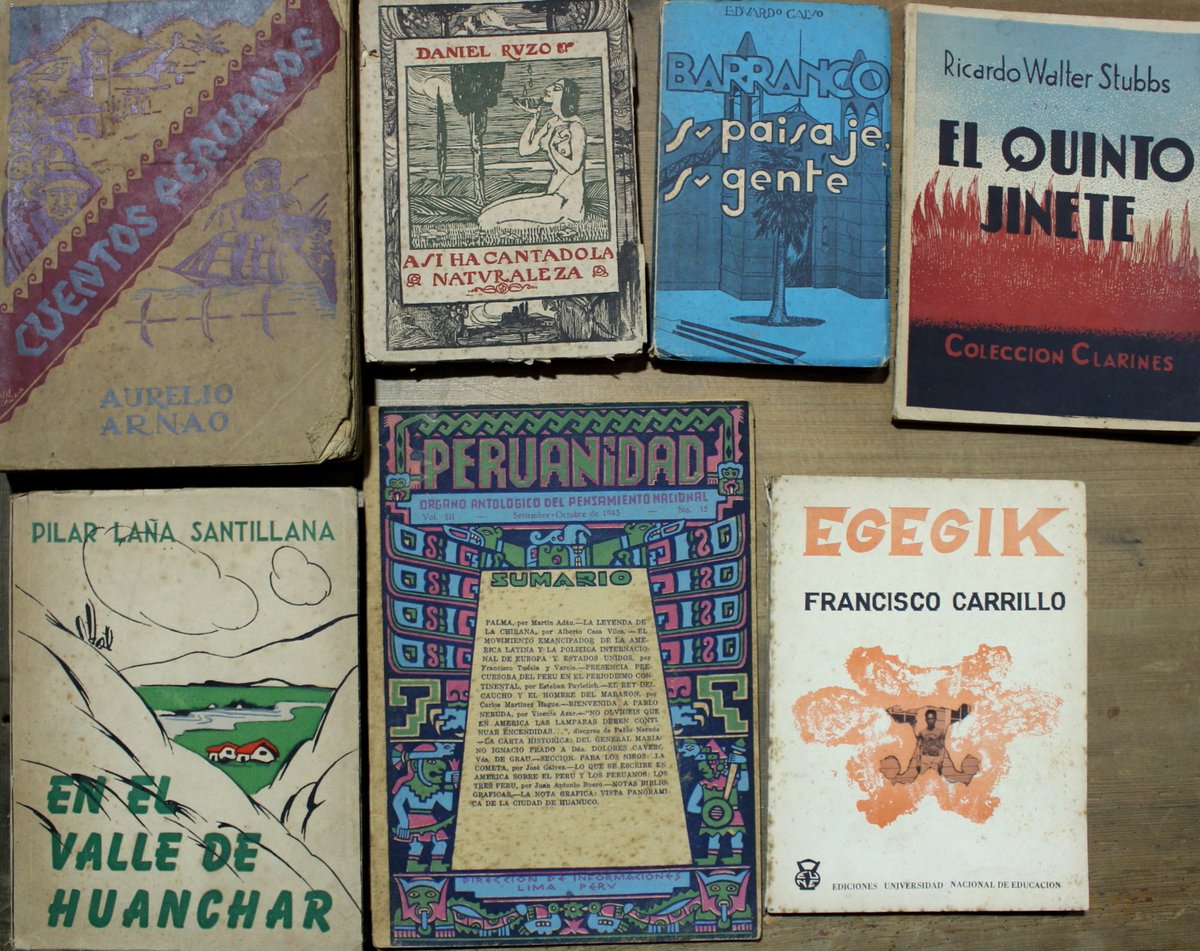 CUENTOS PERUANOS
AURELIO
ARNAO
DANIEL RVZO
ASI HA CANTADO LA
NATVRALEZA
EDVARDO CALVO
BARRANCO
su paisaje,
su gente
Ricardo Walter Stubbs
EL QUINTO
JINETE
COLECCION CLARINES
PILAR LAÑA SANTILLANA
EN EL
VALLE DE
HUANCHAR
PERUANIDAD
ORGANO ANTOLOGICO DEL PENSAMIENTO NACIONAL
Vol. III — Setiembre-Octubre de 1943 — No. 15
SUMARIO
PALMA, por Martín Adán.—LA LEYENDA DE
LA CHIRANA, por Alberto Casa Vilca.—EL
MOVIMIENTO EMANCIPADOR DE LA AME-
RICA LATINA Y LA POLITICA INTERNACIO-
NAL DE EUROPA Y ESTADOS UNIDOS, por
Francisco Tudela y Varela.—PRESENCIA PRE-
CURSORA DEL PERU EN EL PERIODISMO CON-
TINENTAL, por Esteban Pavletich.—EL REY DEL
CAUCHO Y EL HOMBRE DEL MARAÑON, por
Carlos Martínez Hague.—BIENVENIDA A PABLO
NERUDA, por Vicente Azar.—"NO OLVIDEIS QUE
EN AMERICA LAS LAMPARAS DEBEN CONTI-
NUAR ENCENDIDAS...", discurso de Pablo Neruda
—LA CARTA HISTORICA: DEL GENERAL MARIA-
NO IGNACIO PRADO A Dña. DOLORES CAVERO
Vda. DE GRAU.—SECCION PARA LOS NIÑOS: LA
COMETA, por José Gálvez.—LO QUE SE ESCRIBE EN
AMERICA SOBRE EL PERU Y LOS PERUANOS: LOS
TRES PERU, por Juan Antonio Buero.—NOTAS BIBLIO-
GRAFICAS.—LA NOTA GRAFICA: VISTA PANORAMI-
CA DE LA CIUDAD DE HUANUCO.
DIRECCION DE INFORMACIONES
LIMA PERU
EGEGIK
FRANCISCO CARRILLO
EDICIONES UNIVERSIDAD NACIONAL DE EDUCACION